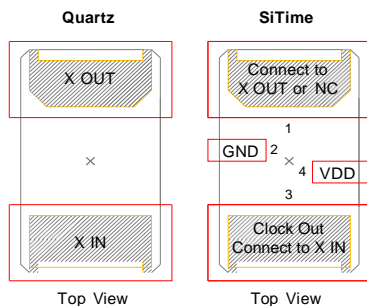 Quartz
X OUT
X IN
Top View
SiTime
Connect to
X OUT or NC
1
GND
2
4
VDD
3
Clock Out
Connect to X IN
Top View